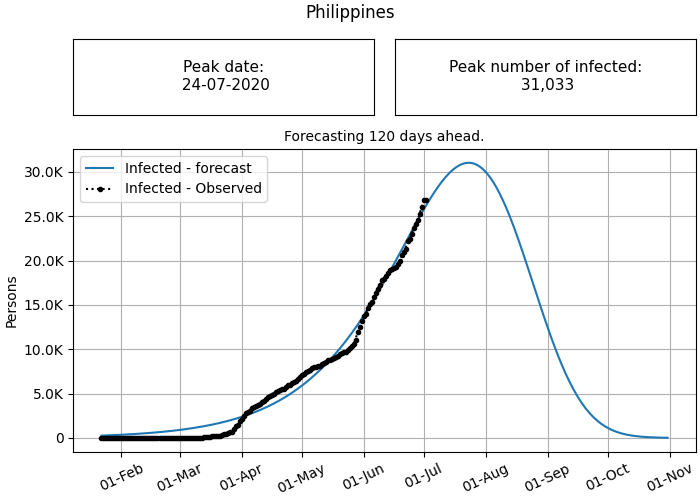 Philippines
Peak date:
24-07-2020
Peak number of infected:
31,033
Forecasting 120 days ahead.
Infected - forecast
Infected - Observed
30.0K
25.0K
20.0K
15.0K
10.0K
5.0K
0
Persons
01-Feb
01-Mar
01-Apr
01-May
01-Jun
01-Jul
01-Aug
01-Sep
01-Oct
01-Nov